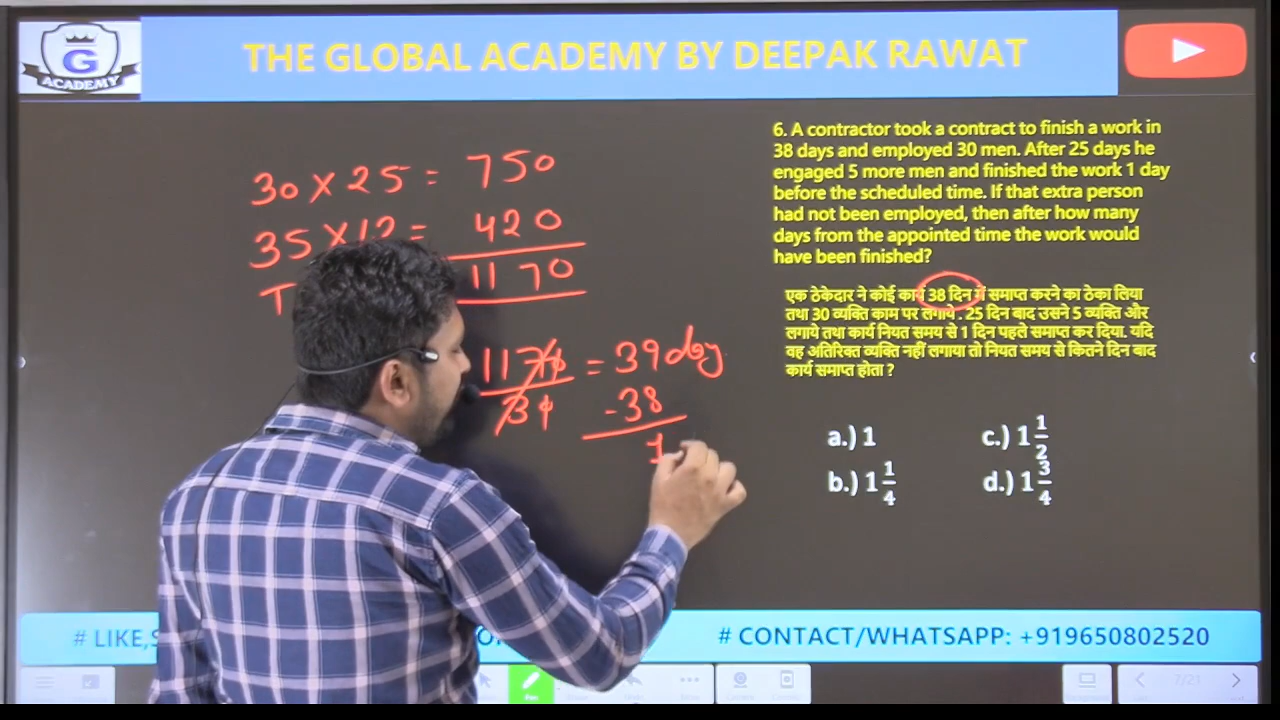 G
ACADEMY
THE GLOBAL ACADEMY BY DEEPAK RAWAT
30 × 25 = 750
35 × 12 = 420
T
1170
= 39 day
- 38
1
6. A contractor took a contract to finish a work in
38 days and employed 30 men. After 25 days he
engaged 5 more men and finished the work 1 day
before the scheduled time. If that extra person
had not been employed, then after how many
days from the appointed time the work would
have been finished?
एक ठेकेदार ने कोई कार्य 38 दिन में समाप्त करने का ठेका लिया
तथा 30 व्यक्ति काम पर लगाये . 25 दिन बाद उसने 5 व्यक्ति और
लगाये तथा कार्य नियत समय से 1 दिन पहले समाप्त कर दिया. यदि
वह अतिरिक्त व्यक्ति नहीं लगाया तो नियत समय से कितने दिन बाद
कार्य समाप्त होता ?
a.) 1
c.) 1 1/2
b.) 1 1/4
d.) 1 3/4
# LIKE,
# CONTACT/WHATSAPP: +919650802520
7/21